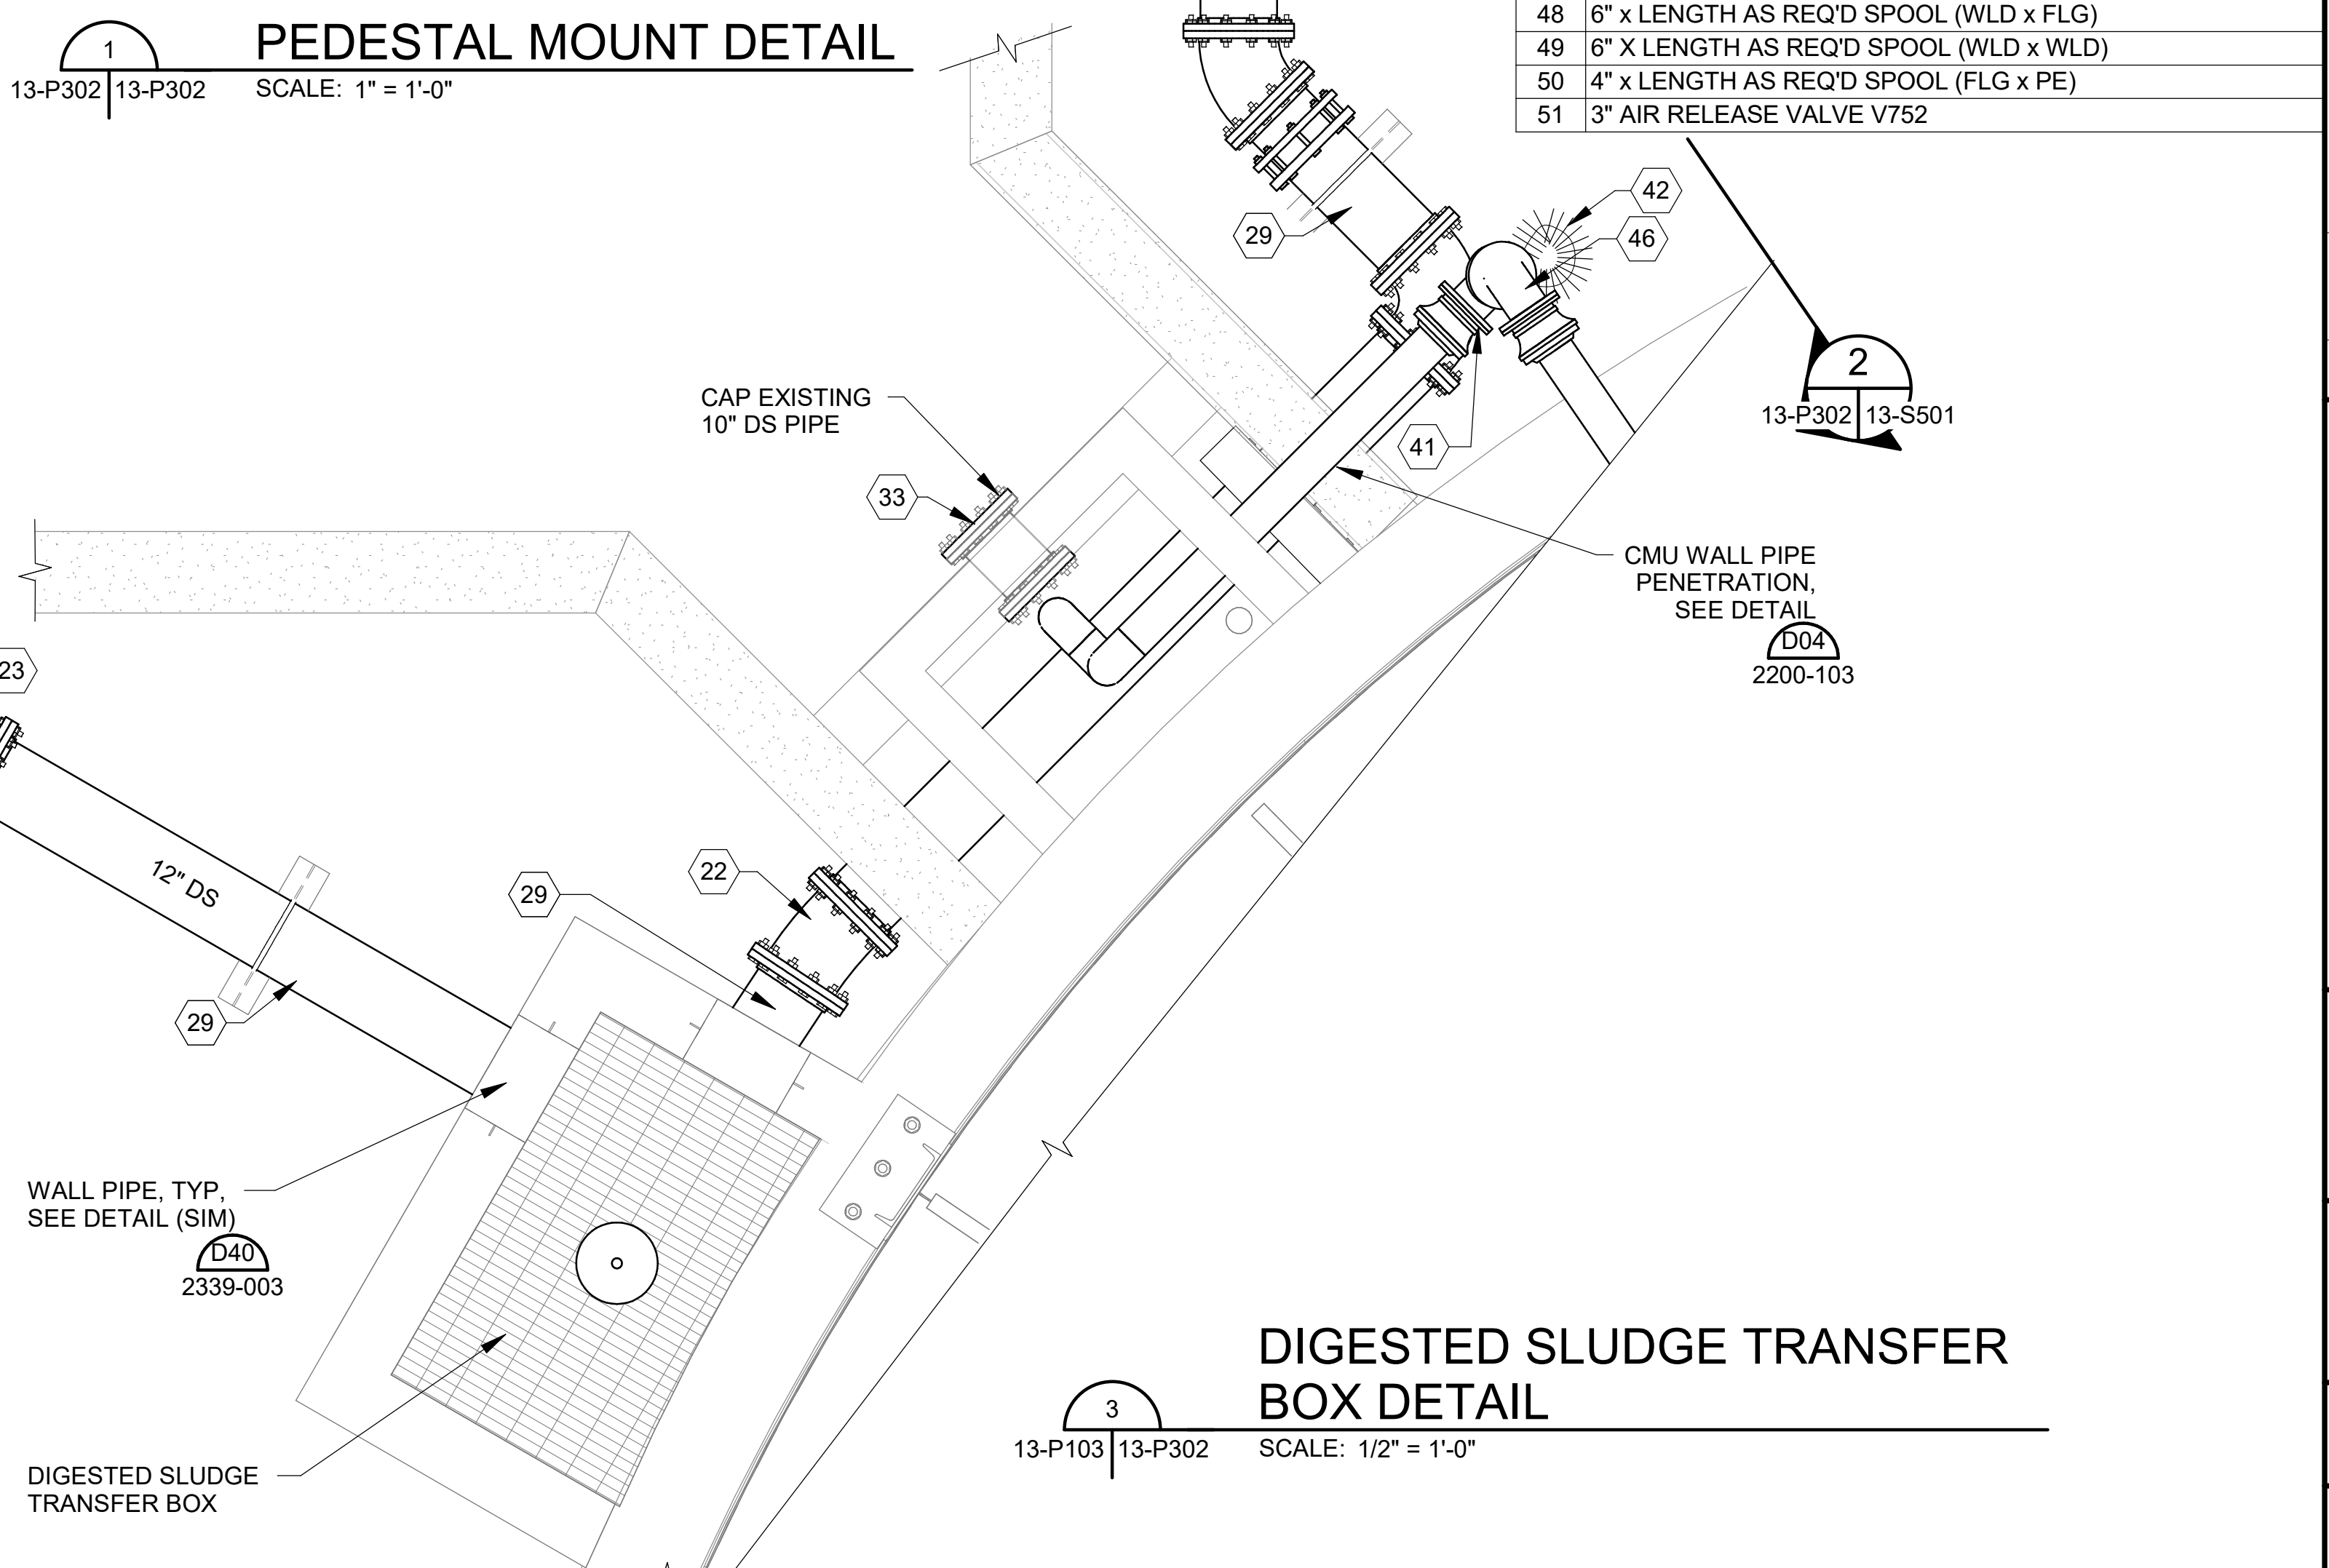 1
13-P302 13-P302
PEDESTAL MOUNT DETAIL
SCALE: 1" = 1'-0"
48 6" x LENGTH AS REQ'D SPOOL (WLD x FLG)
49 6" X LENGTH AS REQ'D SPOOL (WLD x WLD)
50 4" x LENGTH AS REQ'D SPOOL (FLG x PE)
51 3" AIR RELEASE VALVE V752
42
29
46
2
13-P302 13-S501
CAP EXISTING
10" DS PIPE
41
33
CMU WALL PIPE
PENETRATION,
SEE DETAIL
D04
2200-103
23
12" DS
29
22
29
WALL PIPE, TYP,
SEE DETAIL (SIM)
D40
2339-003
DIGESTED SLUDGE
TRANSFER BOX
3
13-P103 13-P302
DIGESTED SLUDGE TRANSFER
BOX DETAIL
SCALE: 1/2" = 1'-0"